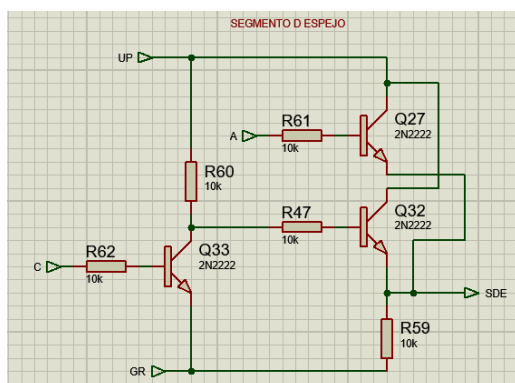 SEGMENTO D ESPEJO
UP
R61
A
10k
Q27
2N2222
R60
10k
R47
10k
Q32
2N2222
R62
C
10k
Q33
2N2222
SDE
R59
10k
GR